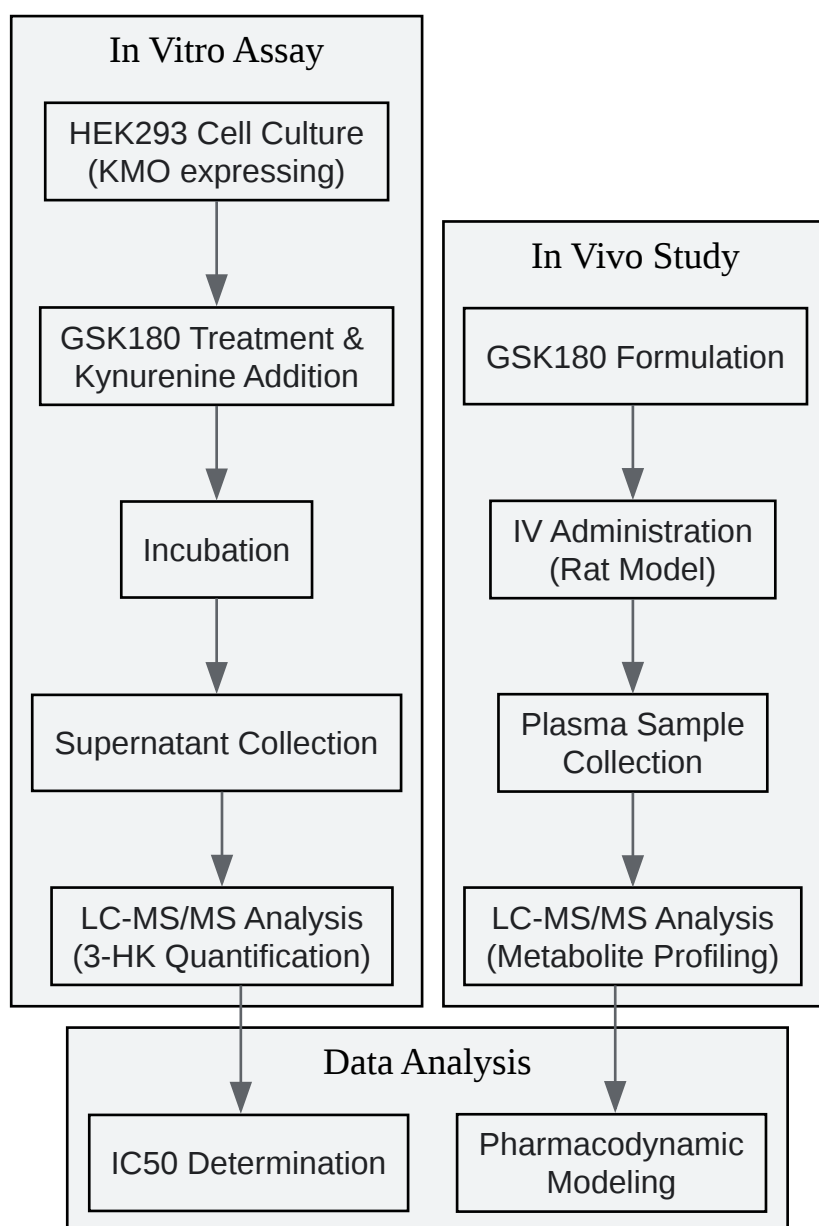 In Vitro Assay
HEK293 Cell Culture
(KMO expressing)
GSK180 Treatment &
Kynurenine Addition
Incubation
Supernatant Collection
LC-MS/MS Analysis
(3-HK Quantification)
In Vivo Study
GSK180 Formulation
IV Administration
(Rat Model)
Plasma Sample
Collection
LC-MS/MS Analysis
(Metabolite Profiling)
Data Analysis
IC50 Determination
Pharmacodynamic
Modeling